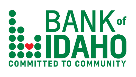 BANK of
IDAHO
COMMITTED TO COMMUNITY